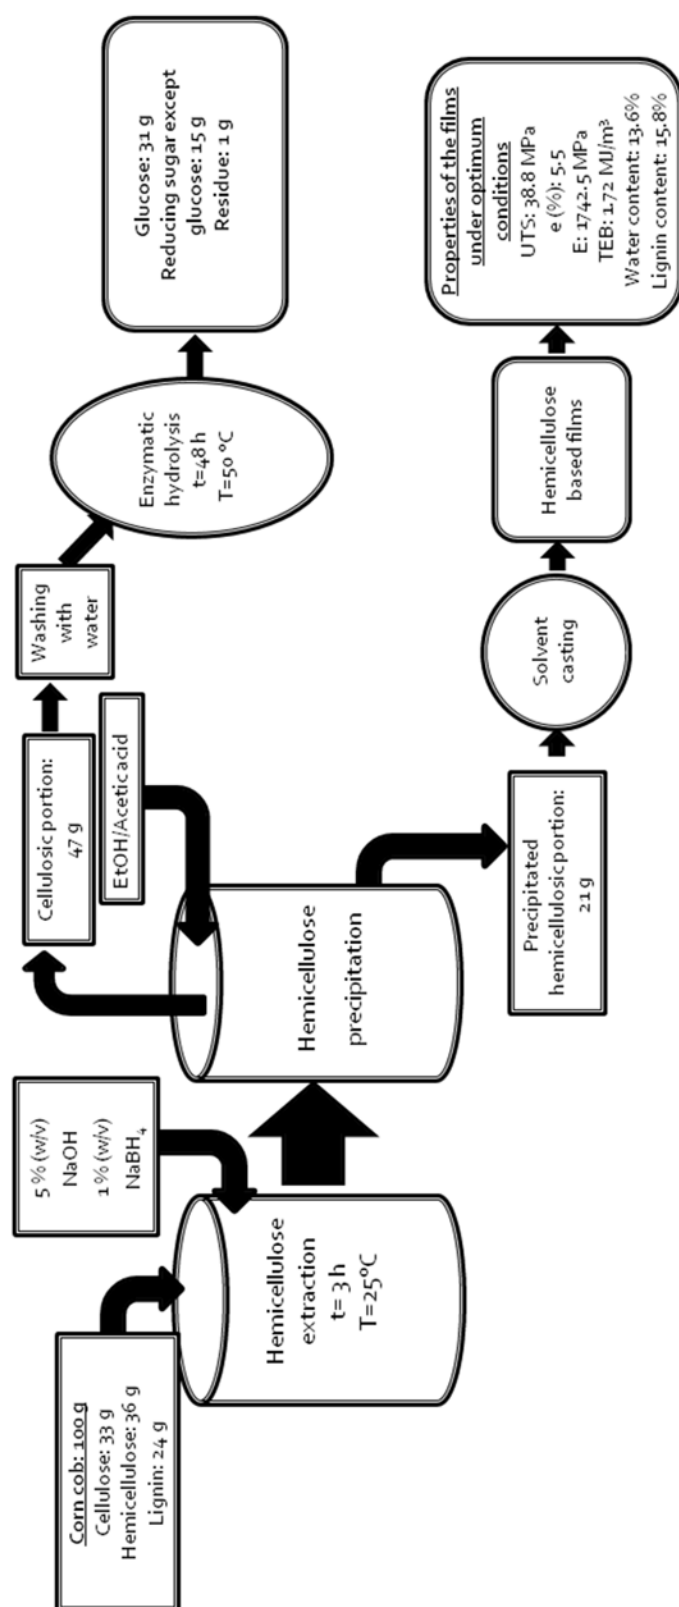 Corn cob: 100 g
Cellulose: 33 g
Hemicellulose: 36 g
Lignin: 24 g
5 % (w/v)
NaOH
1 % (w/v)
NaBH₄
Hemicellulose
extraction
t= 3 h
T=25°C
Hemicellulose
precipitation
EtOH/Acetic acid
Cellulosic portion:
47 g
Washing
with
water
Enzymatic
hydrolysis
t=48 h
T=50 °C
Glucose: 31 g
Reducing sugar except
glucose: 15 g
Residue: 1 g
Precipitated
hemicellulosic portion:
21 g
Solvent
casting
Hemicellulose
based films
Properties of the films
under optimum
conditions
UTS: 38.8 MPa
e (%): 5.5
E: 1742.5 MPa
TEB: 1.72 MJ/m³
Water content: 13.6%
Lignin content: 15.8%